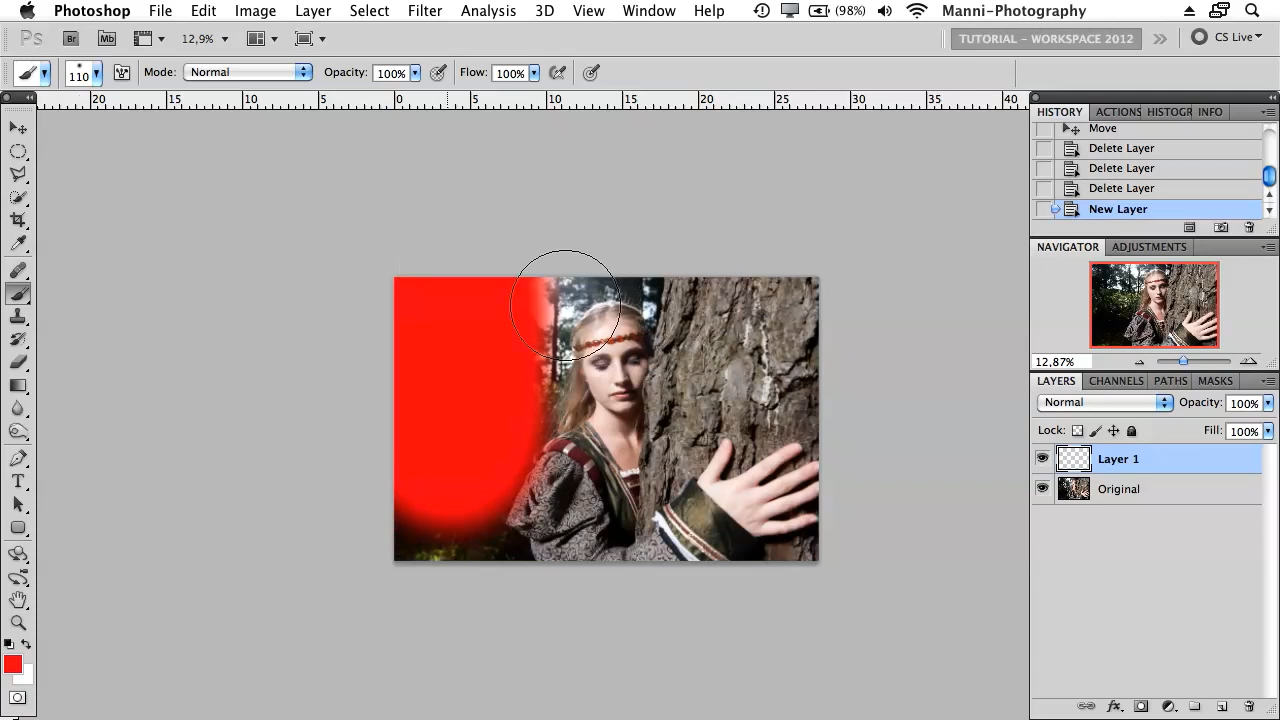 Photoshop File Edit Image Layer Select Filter Analysis 3D View Window Help (98%) Manni-Photography
Ps Br Mb 12,9% TUTORIAL - WORKSPACE 2012 CS Live
110 Mode: Normal Opacity: 100% Flow: 100%
20 15 10 5 0 5 10 15 20 25 30 35 40
HISTORY ACTIONS HISTOGR INFO
Move
Delete Layer
Delete Layer
Delete Layer
New Layer
NAVIGATOR ADJUSTMENTS
12,87%
LAYERS CHANNELS PATHS MASKS
Normal Opacity: 100%
Lock: Fill: 100%
Layer 1
Original
T
fx